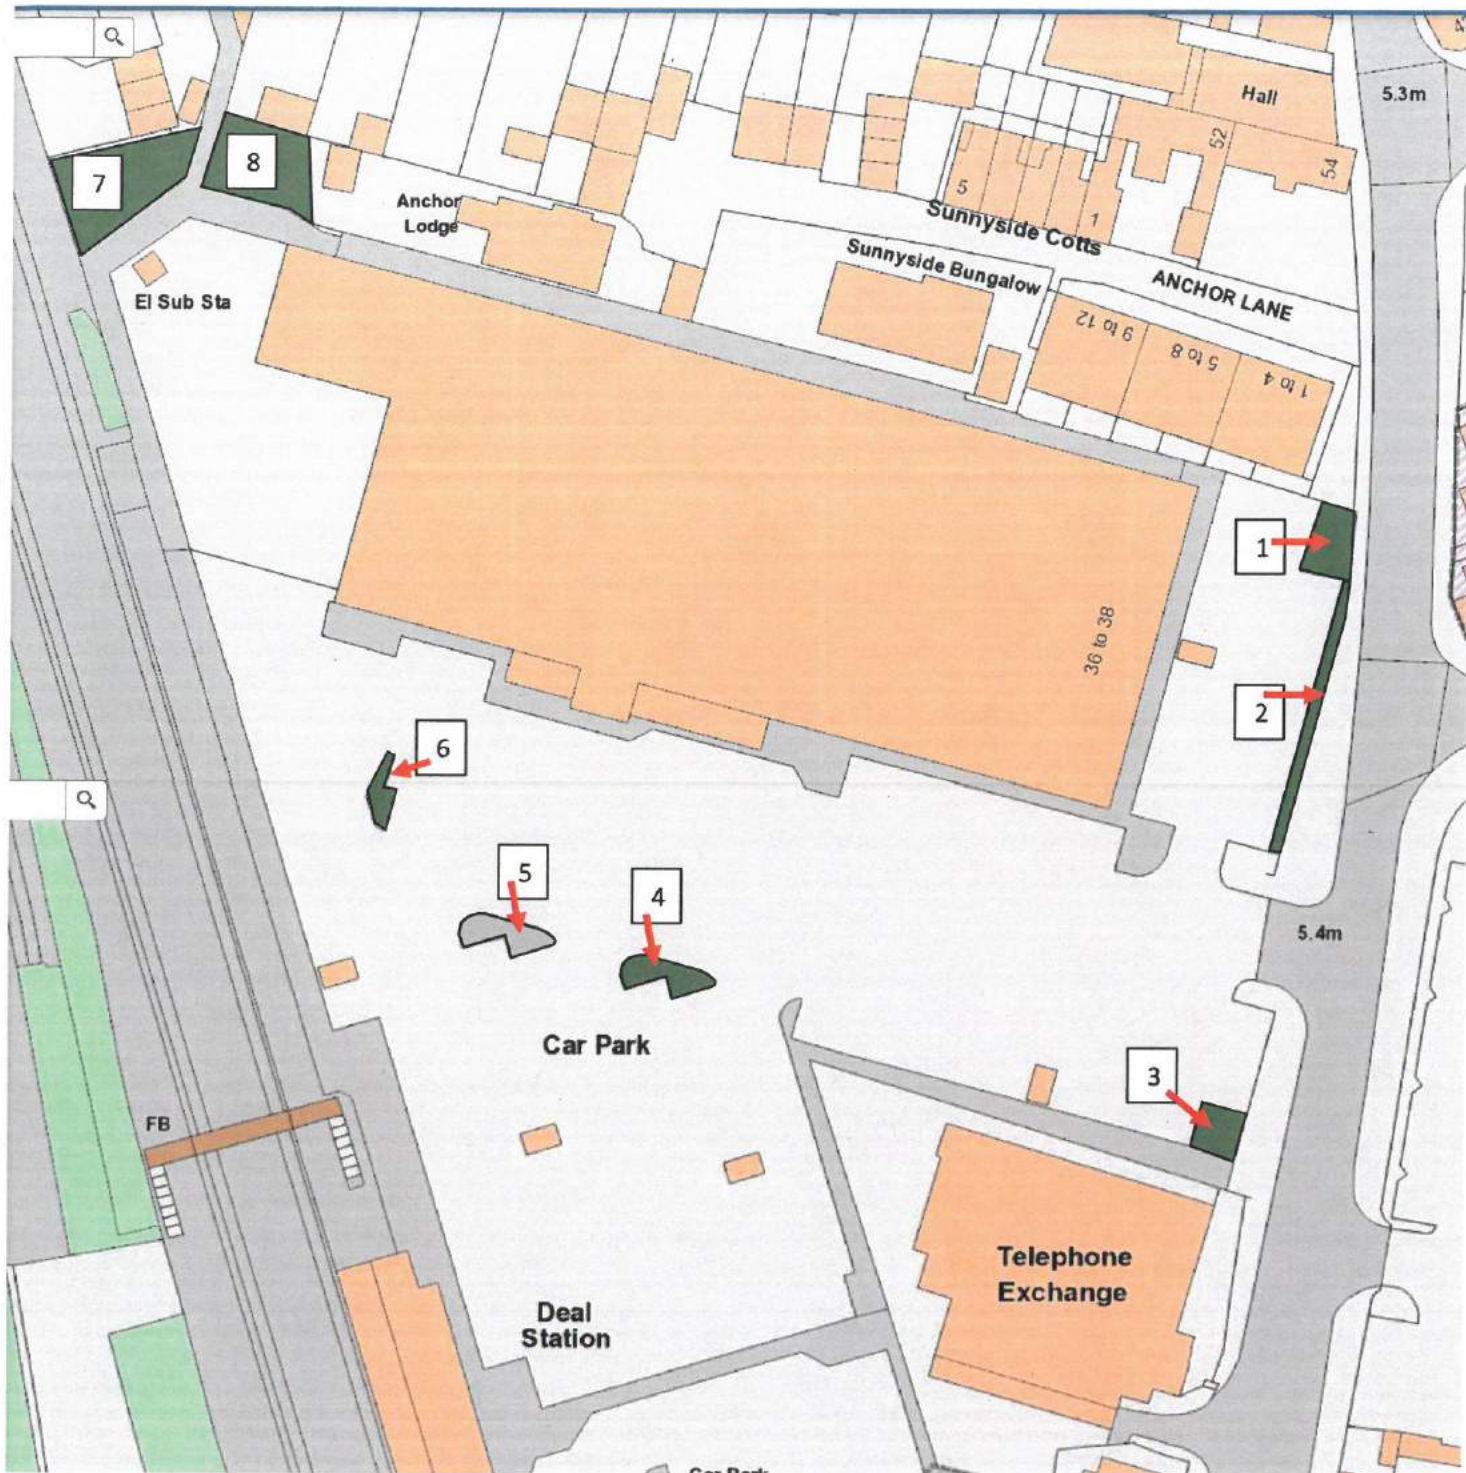 Hall
5.3m
52
54
7
8
5
1
Anchor
Lodge
Sunnyside Cotts
Sunnyside Bungalow
ANCHOR LANE
El Sub Sta
9 to 12
5 to 8
1 to 4
1
36 to 38
2
6
5
4
5.4m
Car Park
3
FB
Telephone
Exchange
Deal
Station
Car Park